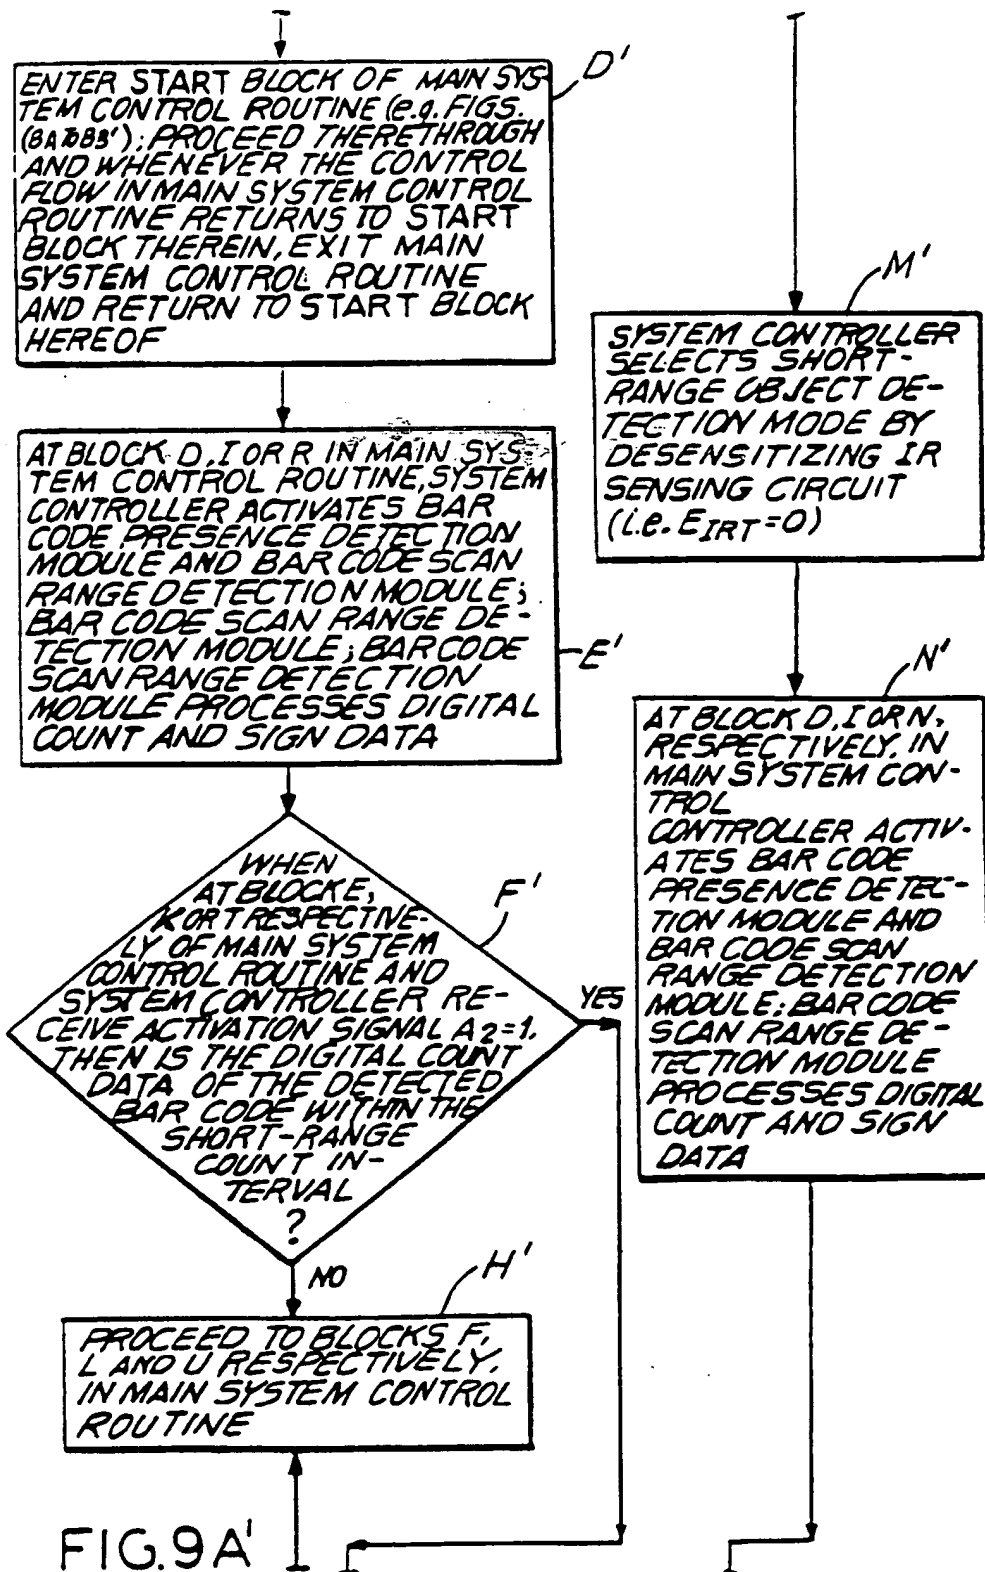 D'
ENTER START BLOCK OF MAIN SYS-
TEM CONTROL ROUTINE (e.g. FIGS.
(8A TO 8B'); PROCEED THERETHROUGH
AND WHENEVER THE CONTROL
FLOW IN MAIN SYSTEM CONTROL
ROUTINE RETURNS TO START
BLOCK THEREIN, EXIT MAIN
SYSTEM CONTROL ROUTINE
AND RETURN TO START BLOCK
HEREOF
AT BLOCK D, I OR R IN MAIN SYS-
TEM CONTROL ROUTINE, SYSTEM
CONTROLLER ACTIVATES BAR
CODE PRESENCE DETECTION
MODULE AND BAR CODE SCAN
RANGE DETECTION MODULE;
BAR CODE SCAN RANGE DE-
TECTION MODULE; BAR CODE
SCAN RANGE DETECTION
MODULE PROCESSES DIGITAL
COUNT AND SIGN DATA
E'
WHEN
AT BLOCK E,
K OR T RESPECTIVE-
LY OF MAIN SYSTEM
CONTROL ROUTINE AND
SYSTEM CONTROLLER RE-
CEIVE ACTIVATION SIGNAL A2=1.
THEN IS THE DIGITAL COUNT
DATA OF THE DETECTED
BAR CODE WITHIN THE
SHORT-RANGE
COUNT IN-
TERVAL
?
F'
YES
NO
H'
PROCEED TO BLOCKS F,
L AND U RESPECTIVELY.
IN MAIN SYSTEM CONTROL
ROUTINE
M'
SYSTEM CONTROLLER
SELECTS SHORT-
RANGE OBJECT DE-
TECTION MODE BY
DESENSITIZING IR
SENSING CIRCUIT
(i.e. EIRT=0)
N'
AT BLOCK D, I OR N,
RESPECTIVELY, IN
MAIN SYSTEM CON-
TROL
CONTROLLER ACTIV-
ATES BAR CODE
PRESENCE DETEC-
TION MODULE AND
BAR CODE SCAN
RANGE DETECTION
MODULE; BAR CODE
SCAN RANGE DE-
TECTION MODULE
PROCESSES DIGITAL
COUNT AND SIGN
DATA
FIG. 9A'